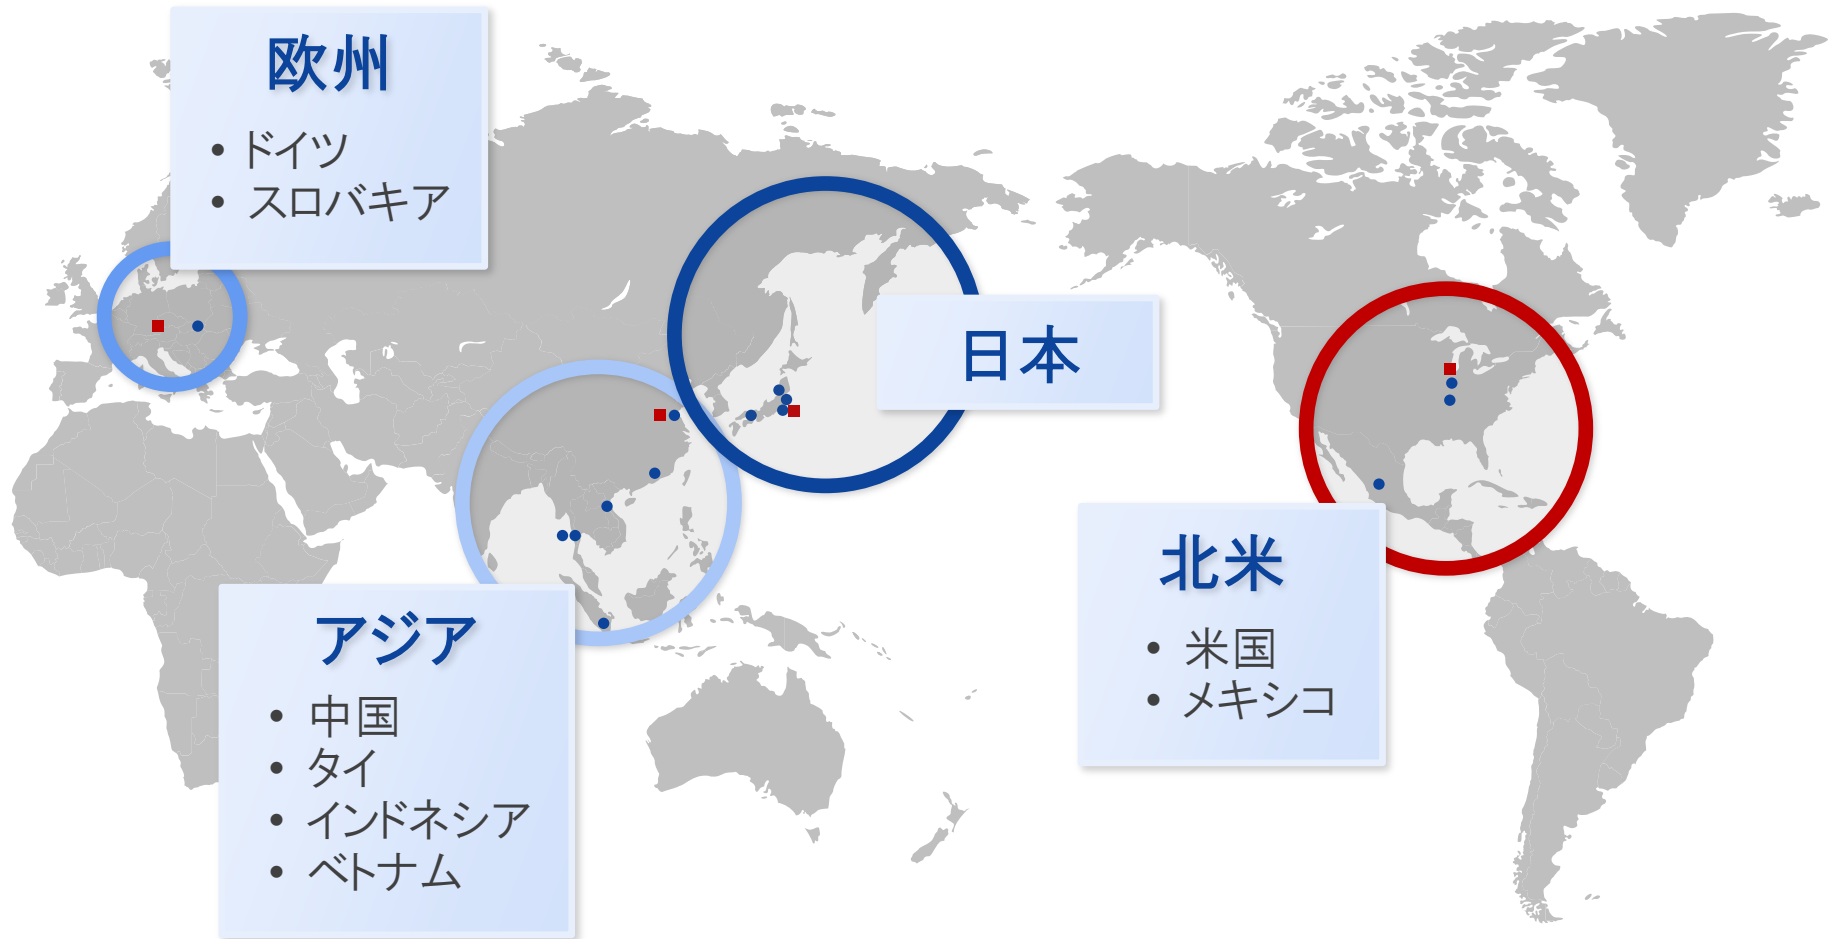 欧州
• ドイツ
• スロバキア
日本
北米
• 米国
• メキシコ
アジア
• 中国
• タイ
• インドネシア
• ベトナム